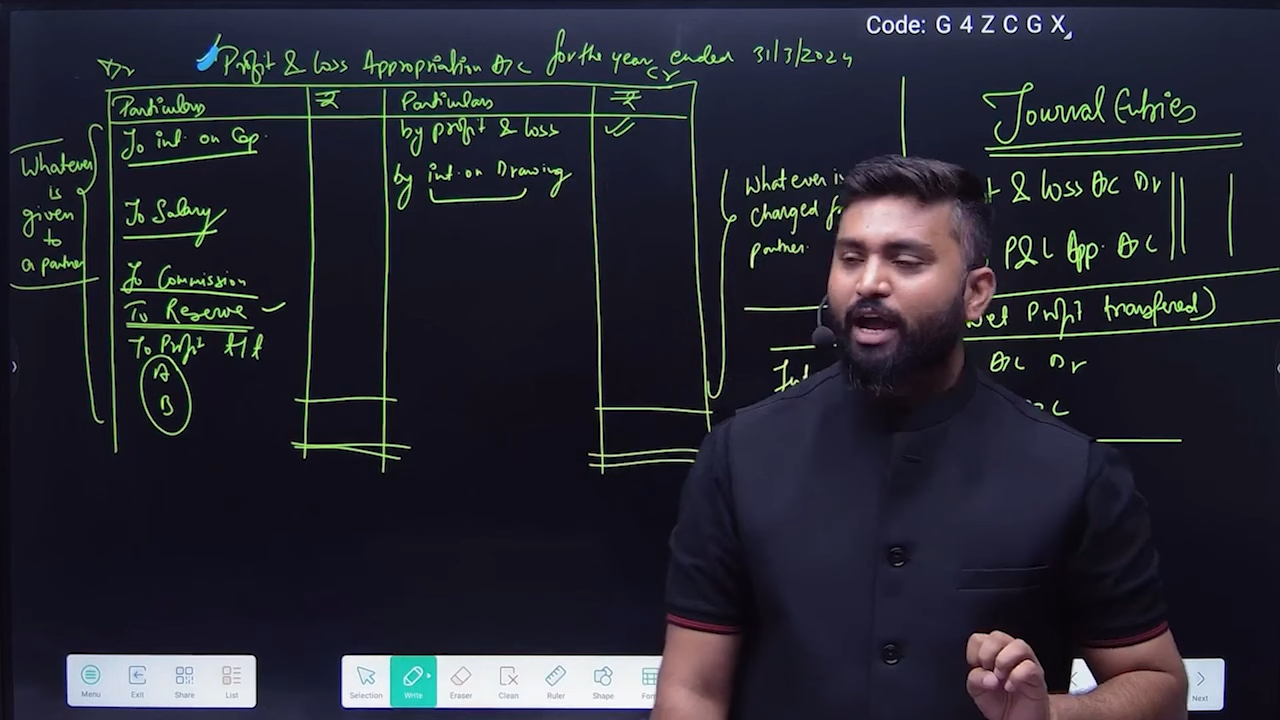 Code: G 4 Z C G X
Dr Profit & Loss Appropriation A/c for the year ended 31/3/2024
Cr
Particulars ₹ Particulars ₹
To int. on Cap. by profit & loss
by int. on Drawing
To Salary
To Commission
To Reserve
To Profit t/f
A
B
Whatever
is
given
to
a partner
Whatever is
charged
partner.
Journal Entries
& Loss A/c Dr
P&L App. A/c
Net Profit transferred)
A/c Dr
Menu Exit Share List Selection Write Eraser Clean Ruler Shape Next